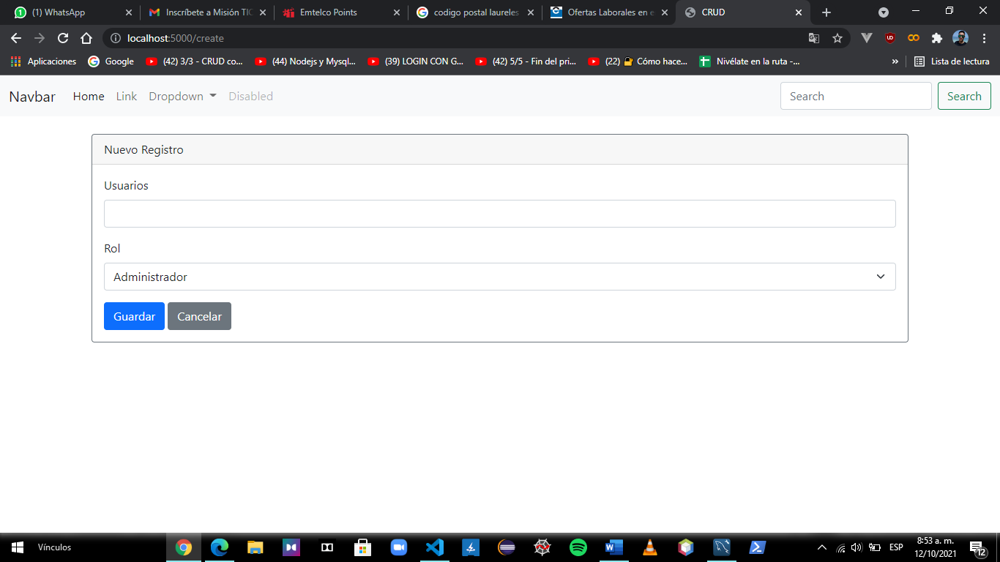 (1) WhatsApp
Inscríbete a Misión TIC
Emtelco Points
codigo postal laureles
Ofertas Laborales en e
CRUD
localhost:5000/create
Aplicaciones
Google
(42) 3/3 - CRUD co...
(44) Nodejs y Mysql...
(39) LOGIN CON G...
(42) 5/5 - Fin del pri...
(22) 🔐 Cómo hace...
Nivélate en la ruta -...
»
Lista de lectura
Navbar
Home
Link
Dropdown
Disabled
Search
Search
Nuevo Registro
Usuarios
Rol
Administrador
Guardar
Cancelar
Vínculos
ESP
8:53 a. m.
12/10/2021
12